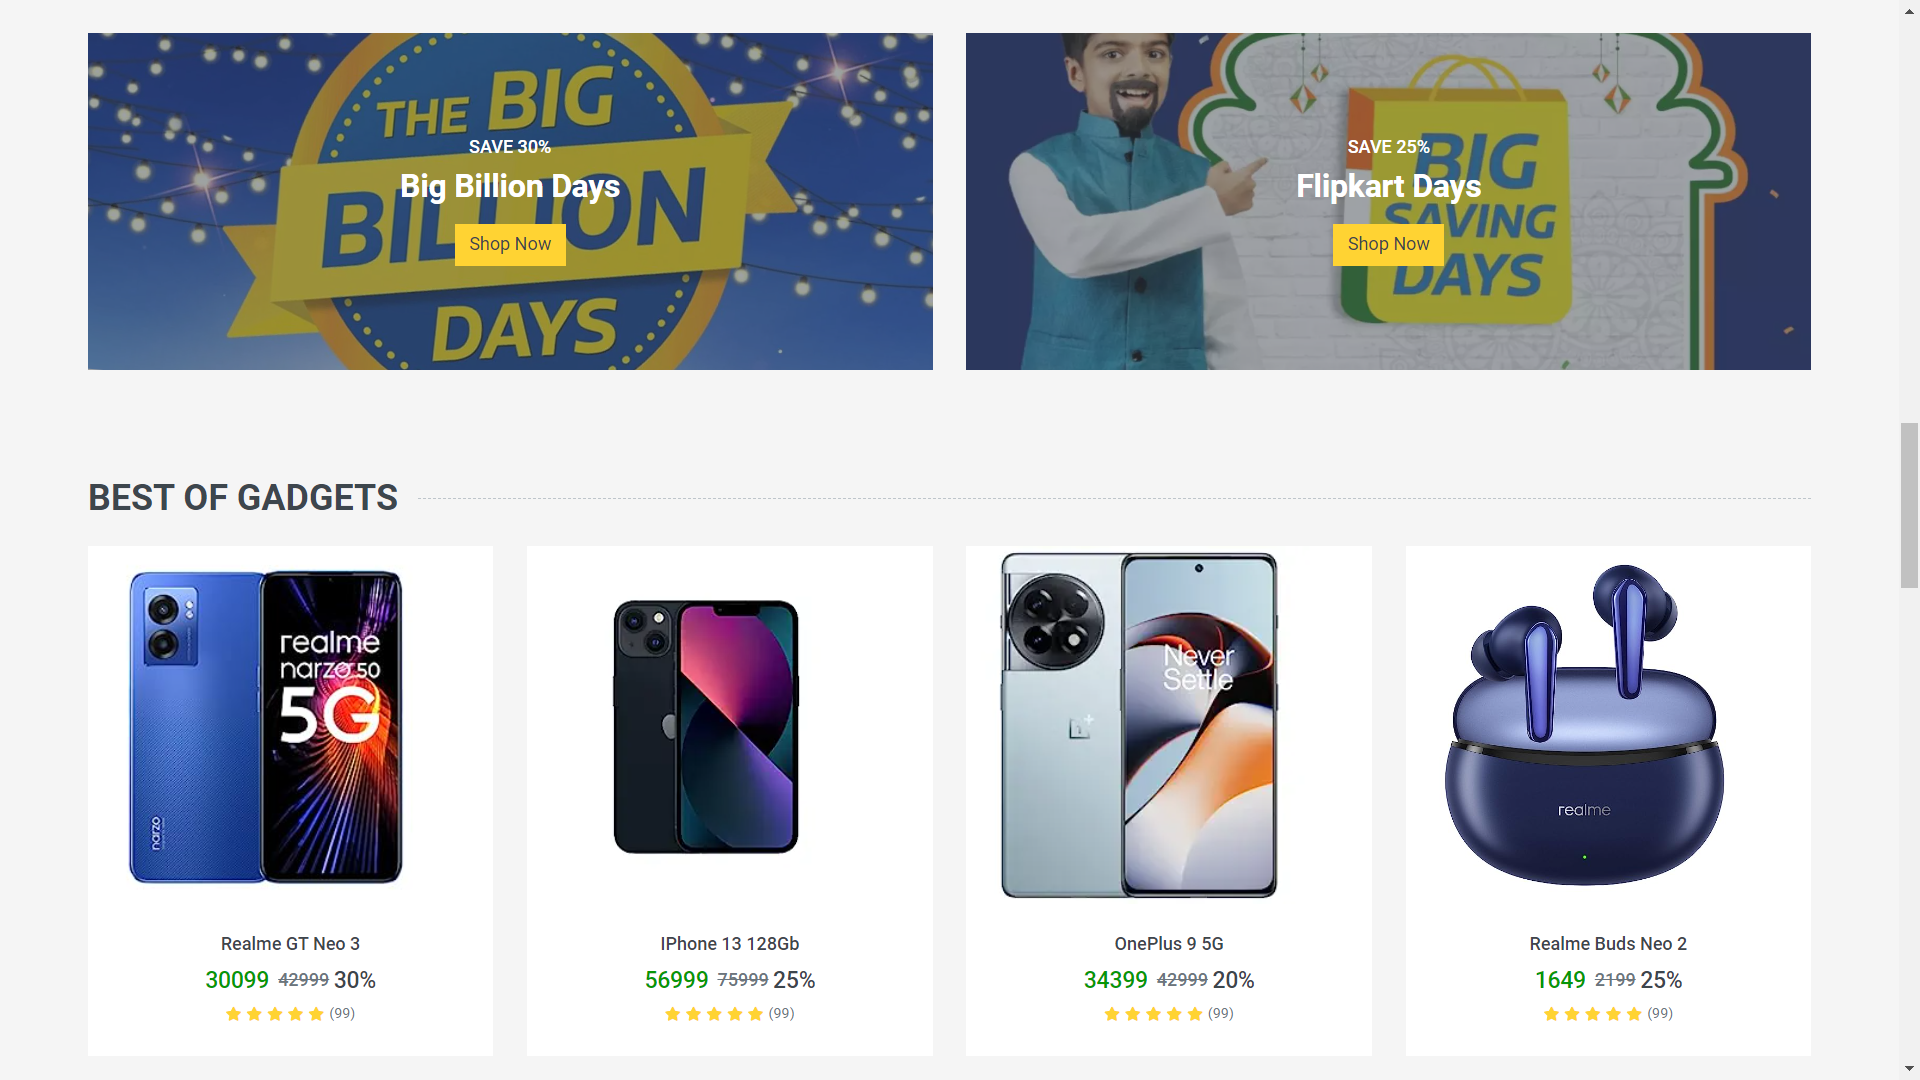 THE BIG
BILLION
DAYS
SAVE 30%
Big Billion Days
Shop Now
BIG
SAVING
DAYS
SAVE 25%
Flipkart Days
Shop Now
BEST OF GADGETS
realme
narzo 50
5G
narzo
Never
Settle
realme
Realme GT Neo 3
30099 42999 30%
(99)
IPhone 13 128Gb
56999 75999 25%
(99)
OnePlus 9 5G
34399 42999 20%
(99)
Realme Buds Neo 2
1649 2199 25%
(99)